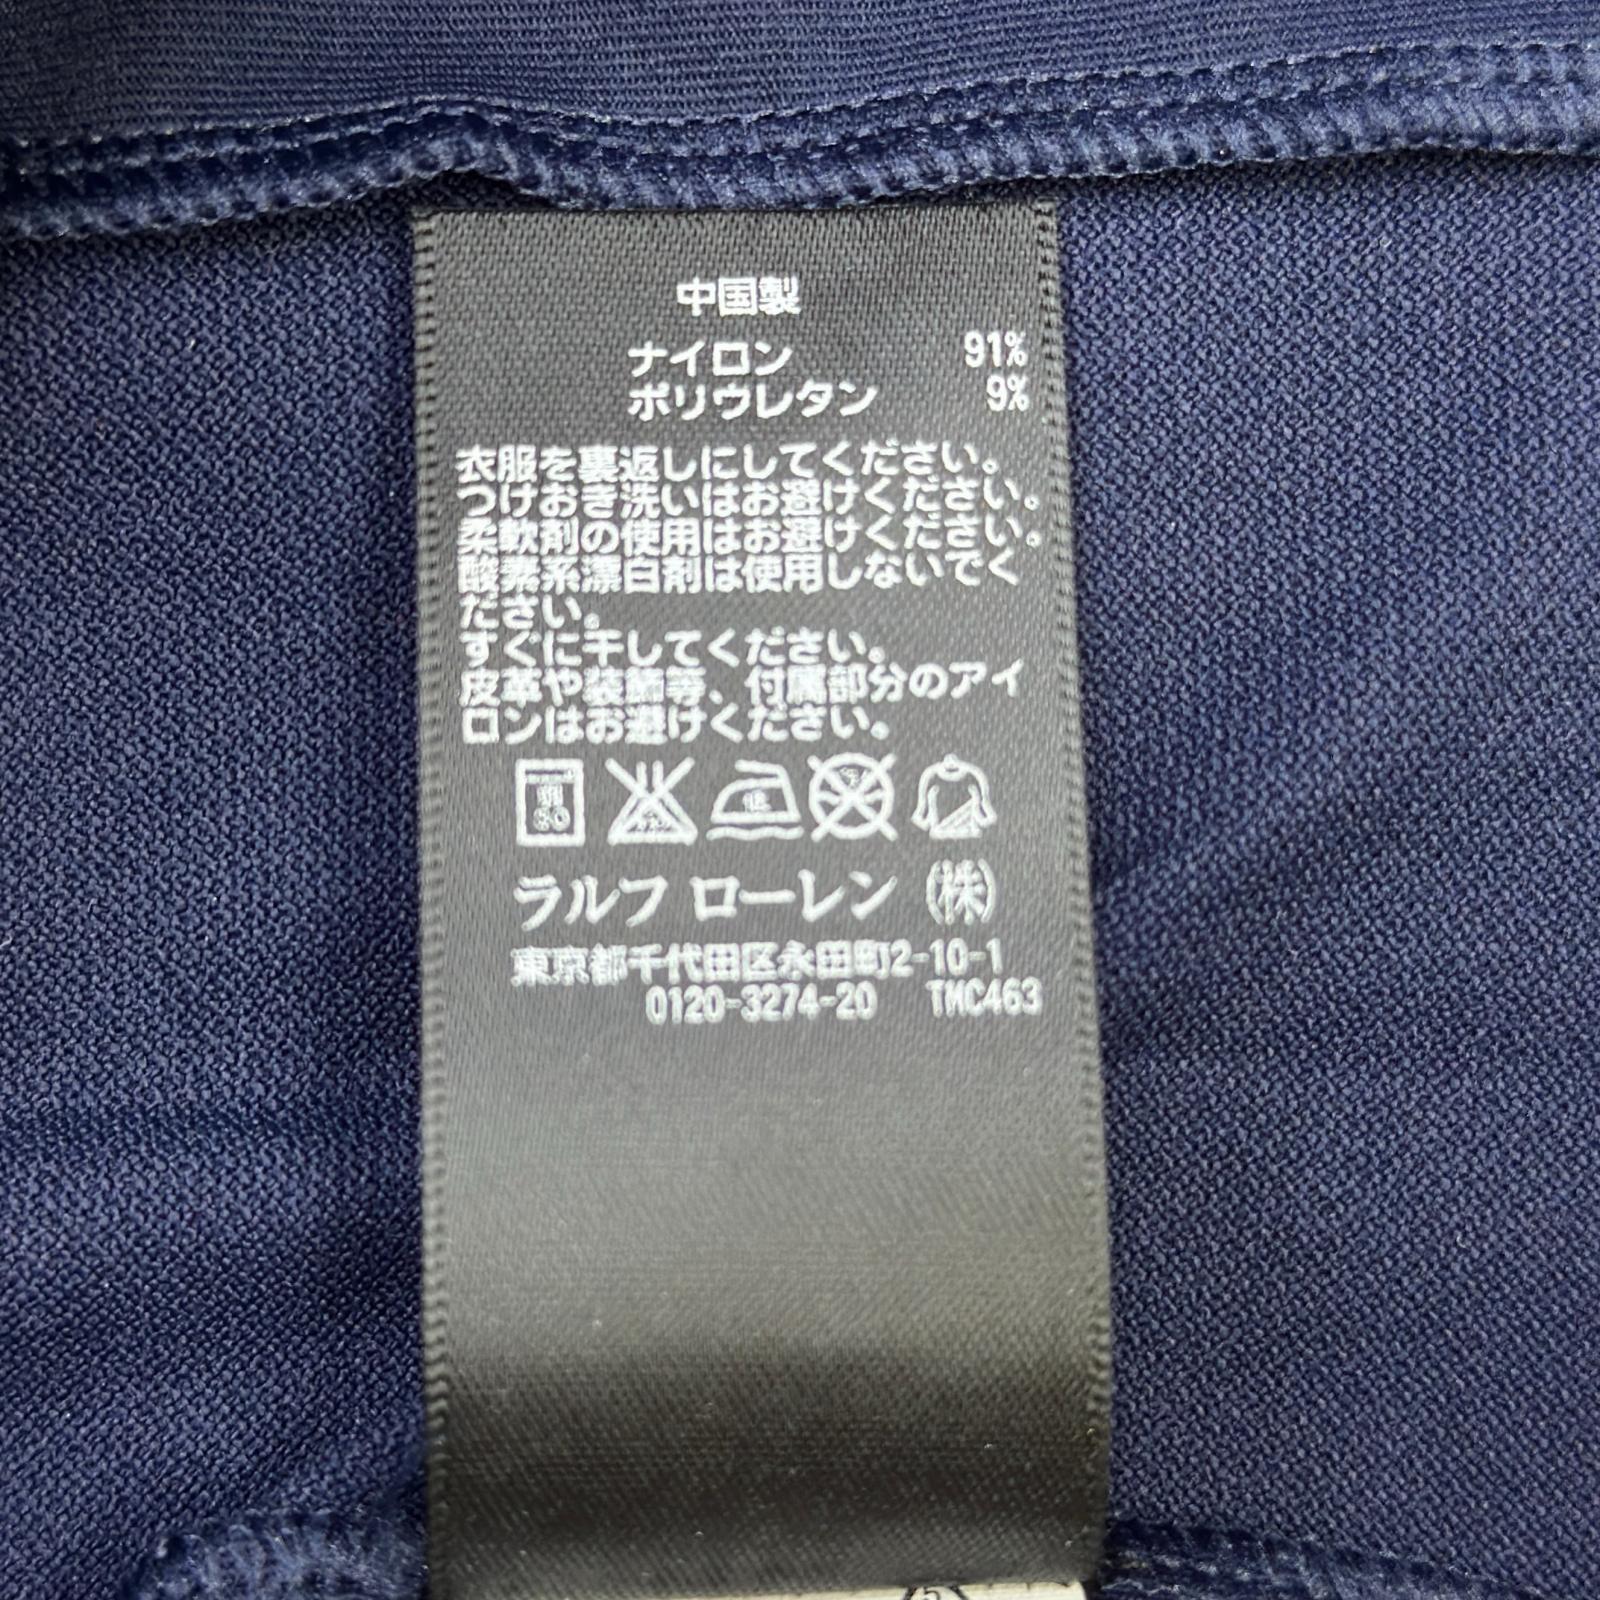 中国製
ナイロン 91%
ポリウレタン 9%
衣服を裏返しにしてください。
つけおき洗いはお避けください。
柔軟剤の使用はお避けください。
酸素系漂白剤は使用しないでく
ださい。
すぐに干してください。
皮革や装飾等、付属部分のアイ
ロンはお避けください。
低
ラルフ ローレン (株)
東京都千代田区永田町2-10-1
0120-3274-20 TMC463